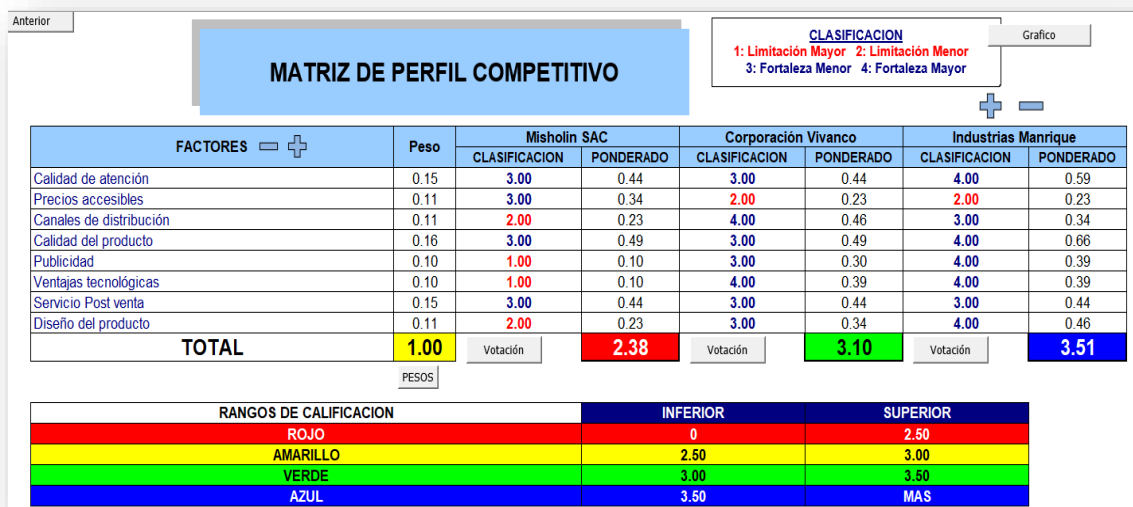 Anterior
CLASIFICACION
Grafico
1: Limitación Mayor 2: Limitación Menor
3: Fortaleza Menor 4: Fortaleza Mayor
MATRIZ DE PERFIL COMPETITIVO
FACTORES Peso Misholin SAC Corporación Vivanco Industrias Manrique
CLASIFICACION PONDERADO CLASIFICACION PONDERADO CLASIFICACION PONDERADO
Calidad de atención 0.15 3.00 0.44 3.00 0.44 4.00 0.59
Precios accesibles 0.11 3.00 0.34 2.00 0.23 2.00 0.23
Canales de distribución 0.11 2.00 0.23 4.00 0.46 3.00 0.34
Calidad del producto 0.16 3.00 0.49 3.00 0.49 4.00 0.66
Publicidad 0.10 1.00 0.10 3.00 0.30 4.00 0.39
Ventajas tecnológicas 0.10 1.00 0.10 4.00 0.39 4.00 0.39
Servicio Post venta 0.15 3.00 0.44 3.00 0.44 3.00 0.44
Diseño del producto 0.11 2.00 0.23 3.00 0.34 4.00 0.46
TOTAL 1.00 Votación 2.38 Votación 3.10 Votación 3.51
PESOS
RANGOS DE CALIFICACION INFERIOR SUPERIOR
ROJO 0 2.50
AMARILLO 2.50 3.00
VERDE 3.00 3.50
AZUL 3.50 MAS